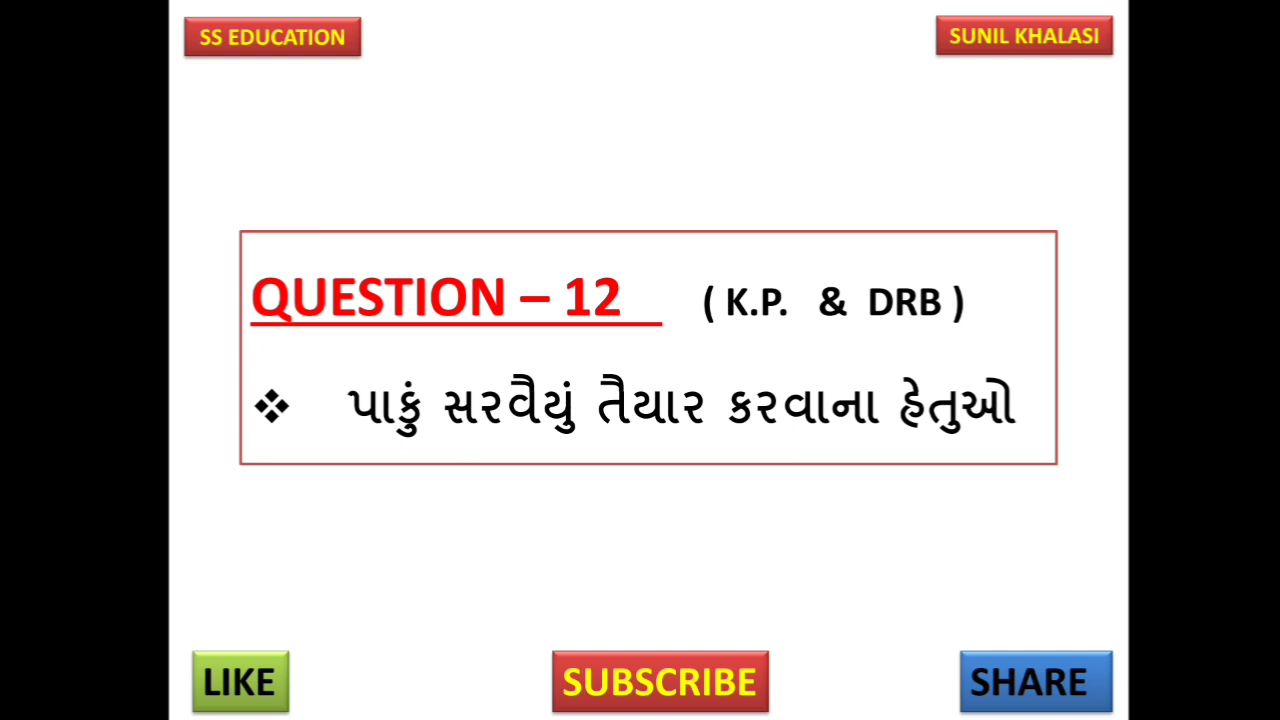 SS EDUCATION
SUNIL KHALASI
QUESTION – 12 ( K.P. & DRB )
❖ પાકું સરવૈયું તૈયાર કરવાના હેતુઓ
LIKE
SUBSCRIBE
SHARE